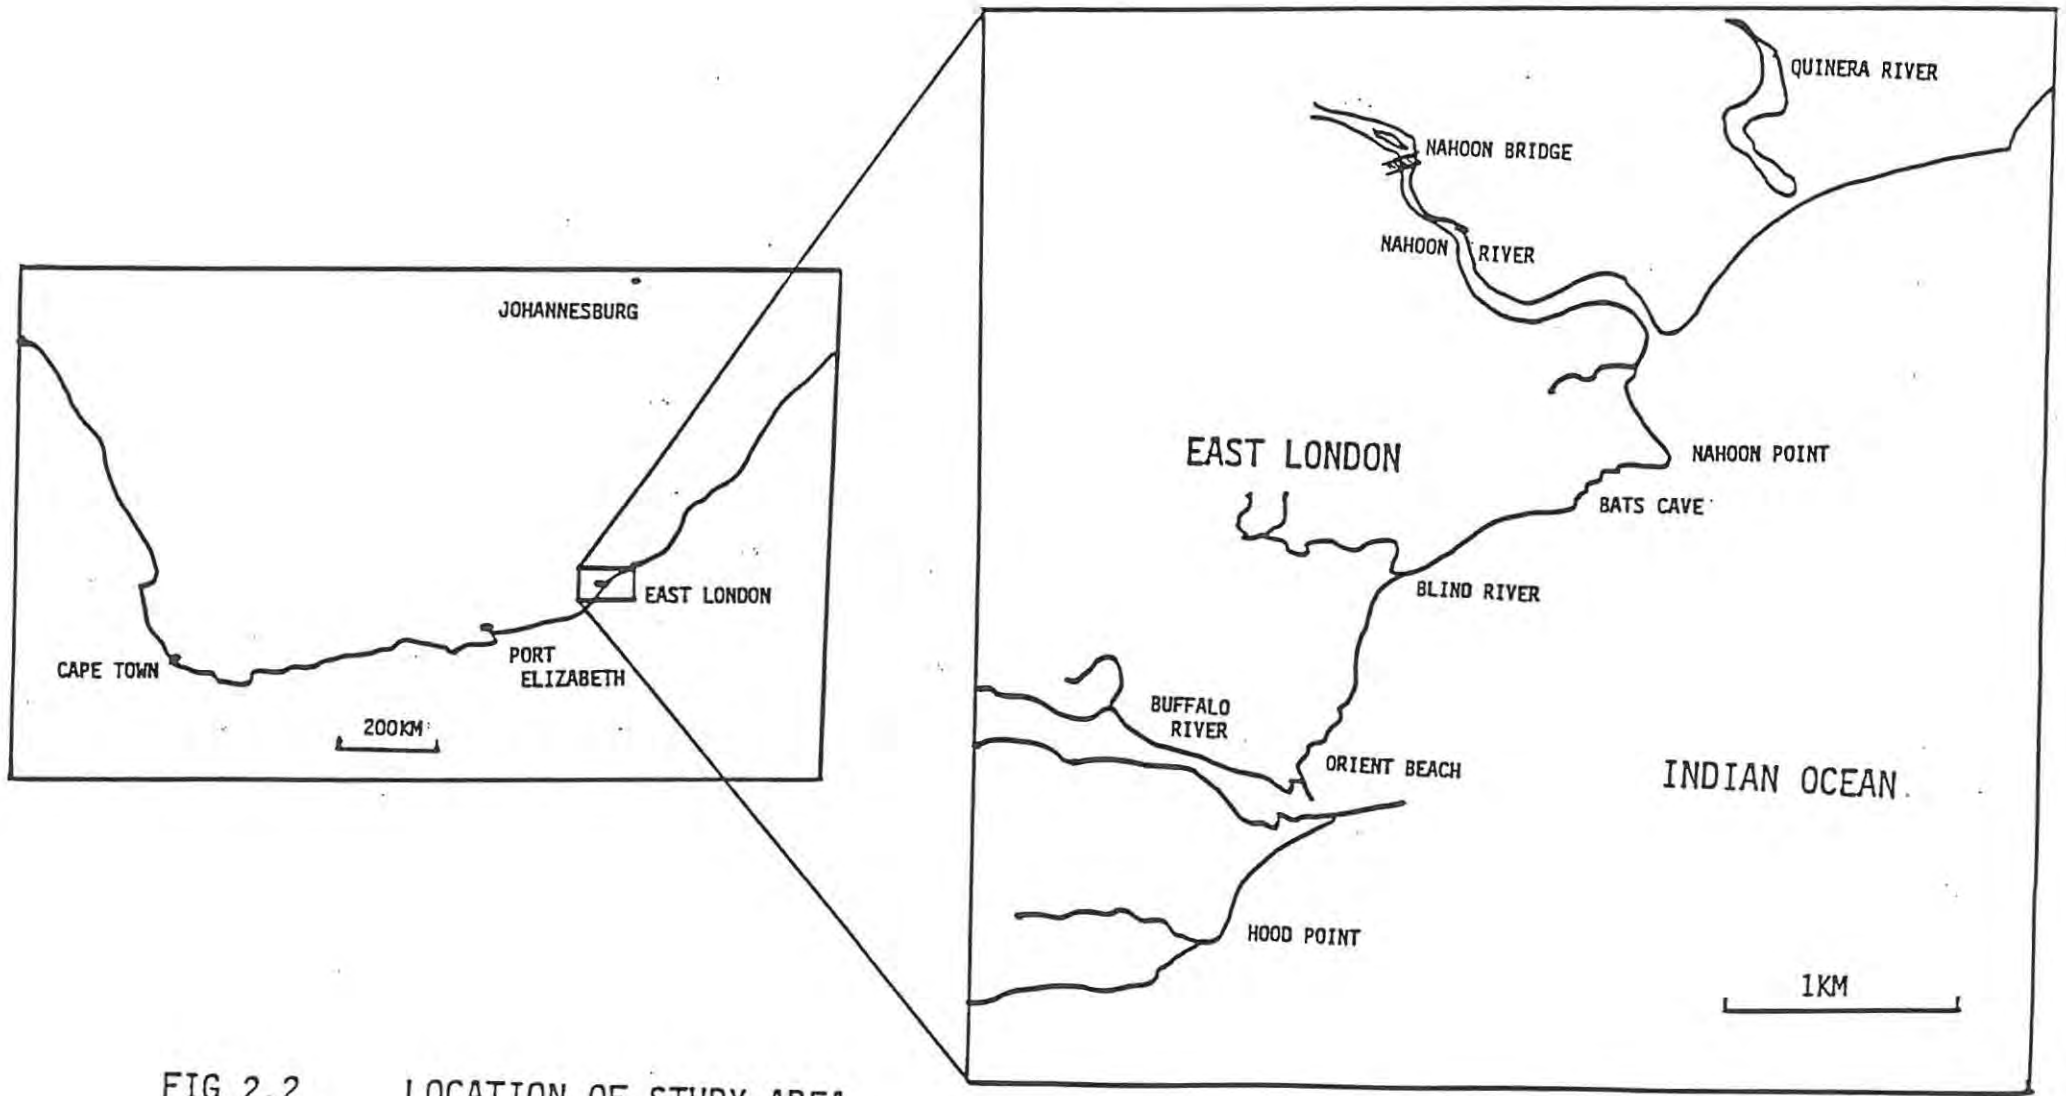 JOHANNESBURG
EAST LONDON
PORT
ELIZABETH
CAPE TOWN
200KM
QUINERA RIVER
NAHOON BRIDGE
NAHOON RIVER
EAST LONDON
NAHOON POINT
BATS CAVE
BLIND RIVER
BUFFALO
RIVER
ORIENT BEACH
INDIAN OCEAN
HOOD POINT
1KM
FIG 2.2 LOCATION OF STUDY AREA